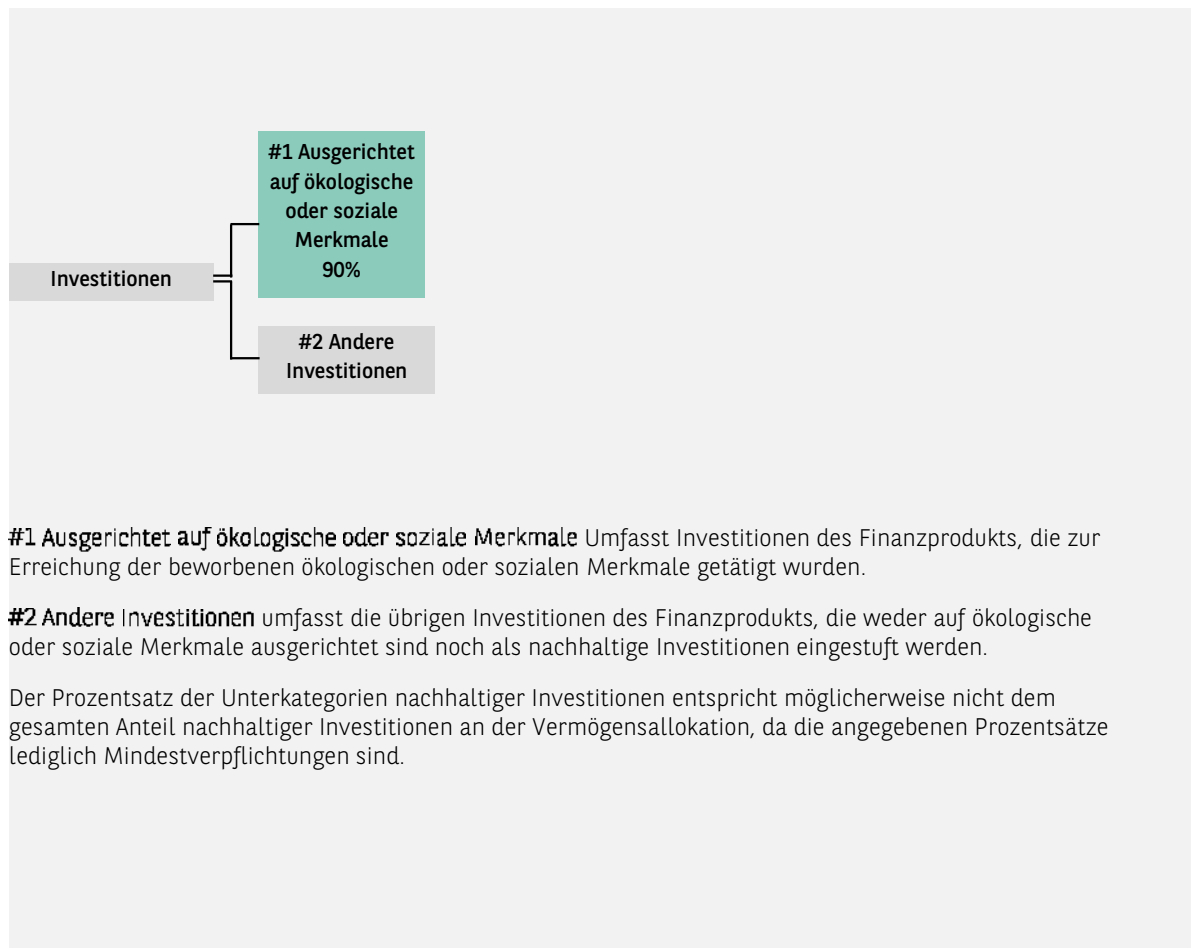 #1 Ausgerichtet
auf ökologische
oder soziale
Merkmale
90%
Investitionen
#2 Andere
Investitionen
#1 Ausgerichtet auf ökologische oder soziale Merkmale Umfasst Investitionen des Finanzprodukts, die zur
Erreichung der beworbenen ökologischen oder sozialen Merkmale getätigt wurden.
#2 Andere Investitionen umfasst die übrigen Investitionen des Finanzprodukts, die weder auf ökologische
oder soziale Merkmale ausgerichtet sind noch als nachhaltige Investitionen eingestuft werden.
Der Prozentsatz der Unterkategorien nachhaltiger Investitionen entspricht möglicherweise nicht dem
gesamten Anteil nachhaltiger Investitionen an der Vermögensallokation, da die angegebenen Prozentsätze
lediglich Mindestverpflichtungen sind.